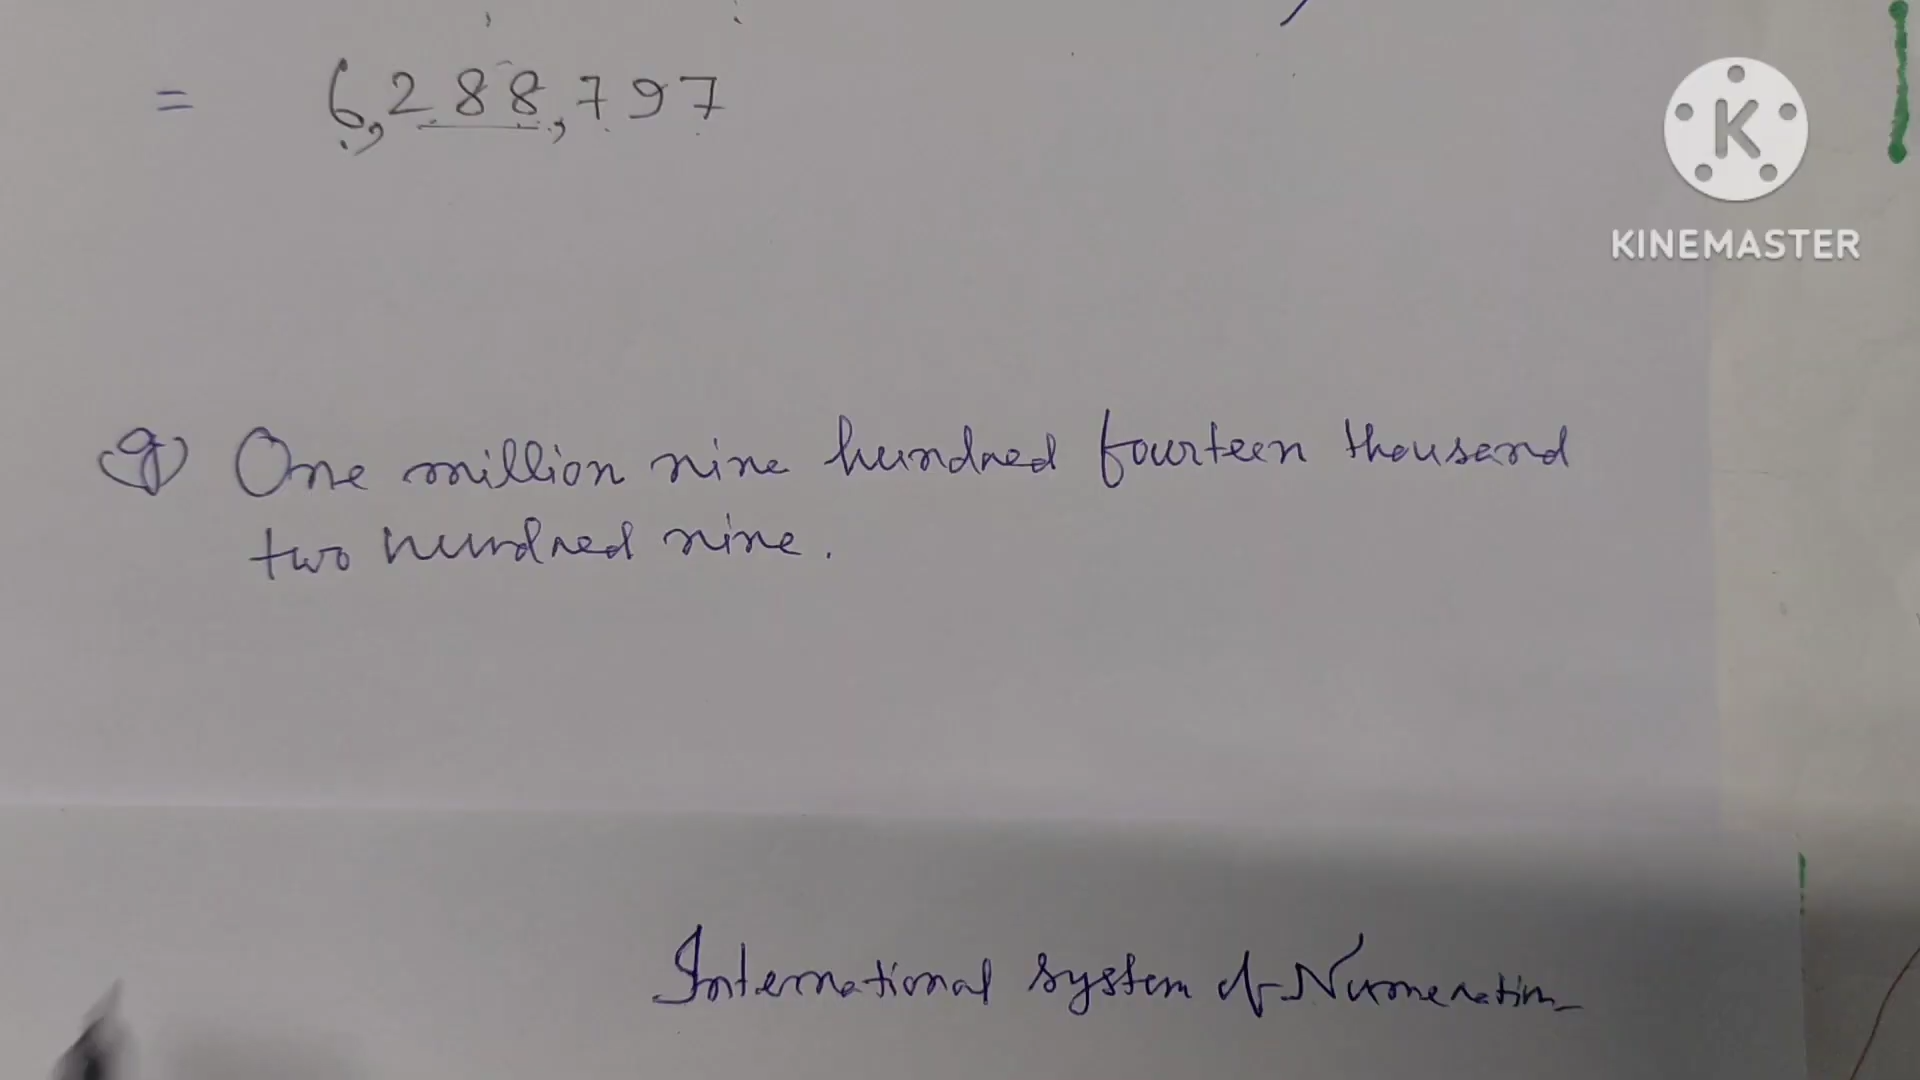 = 6,288,797
K
KINEMASTER
g) One million nine hundred fourteen thousand
two hundred nine.
International system of Numeration